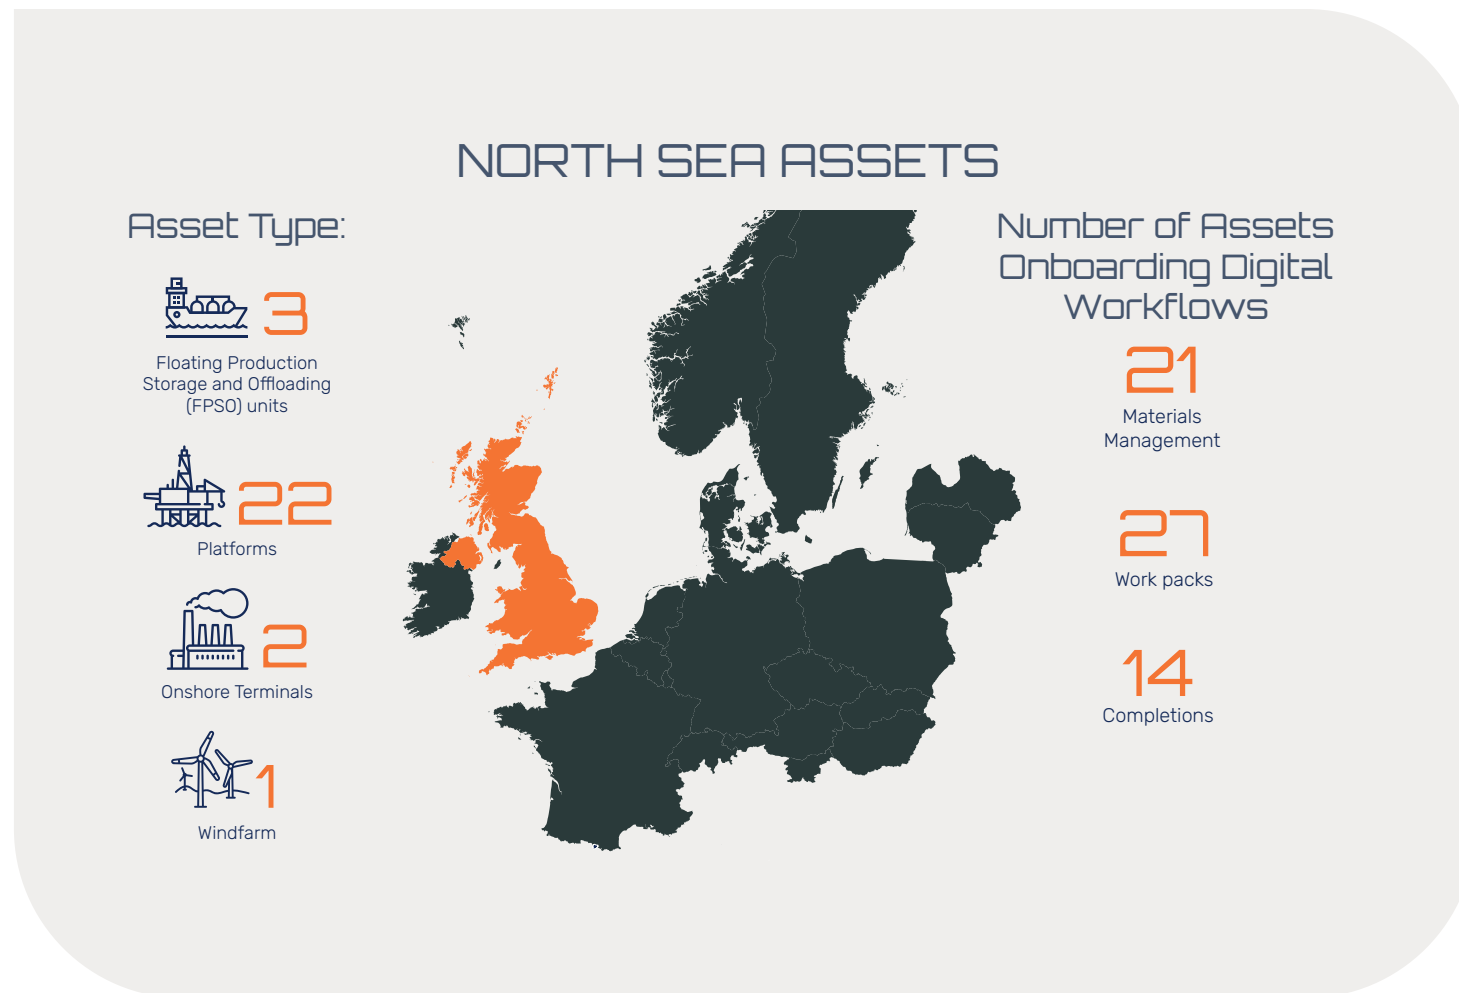 NORTH SEA ASSETS
Asset Type:
3
Floating Production
Storage and Offloading
(FPSO) units
22
Platforms
2
Onshore Terminals
1
Windfarm
Number of Assets
Onboarding Digital
Workflows
21
Materials
Management
27
Work packs
14
Completions